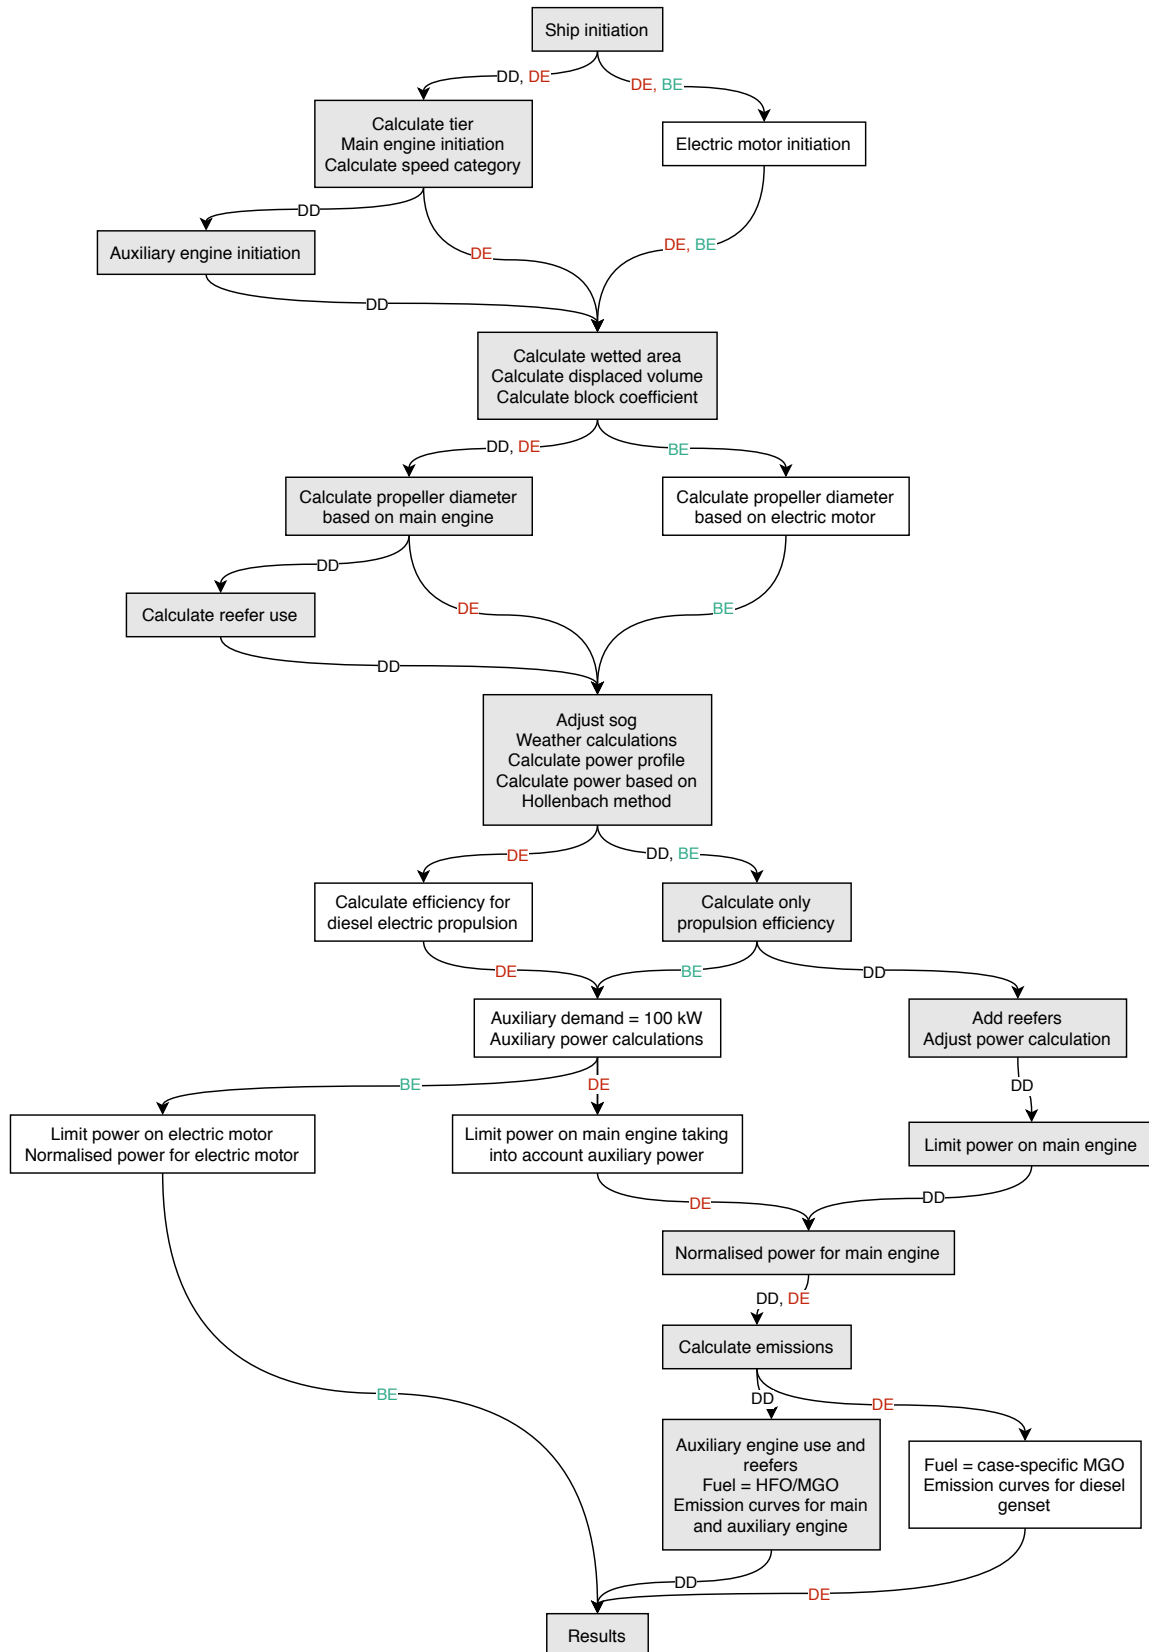 Ship initiation
DD, DE
DE, BE
Calculate tier
Main engine initiation
Calculate speed category
Electric motor initiation
DD
Auxiliary engine initiation
DE
DE, BE
DD
Calculate wetted area
Calculate displaced volume
Calculate block coefficient
DD, DE
BE
Calculate propeller diameter
based on main engine
Calculate propeller diameter
based on electric motor
DD
Calculate reefer use
DE
BE
DD
Adjust sog
Weather calculations
Calculate power profile
Calculate power based on
Hollenbach method
DE
DD, BE
Calculate efficiency for
diesel electric propulsion
Calculate only
propulsion efficiency
DE
BE
DD
Auxiliary demand = 100 kW
Auxiliary power calculations
Add reefers
Adjust power calculation
BE
DE
DD
Limit power on electric motor
Normalised power for electric motor
Limit power on main engine taking
into account auxiliary power
Limit power on main engine
DE
DD
Normalised power for main engine
DD, DE
Calculate emissions
BE
DD
DE
Auxiliary engine use and
reefers
Fuel = HFO/MGO
Emission curves for main
and auxiliary engine
Fuel = case-specific MGO
Emission curves for diesel
genset
DD
DE
Results